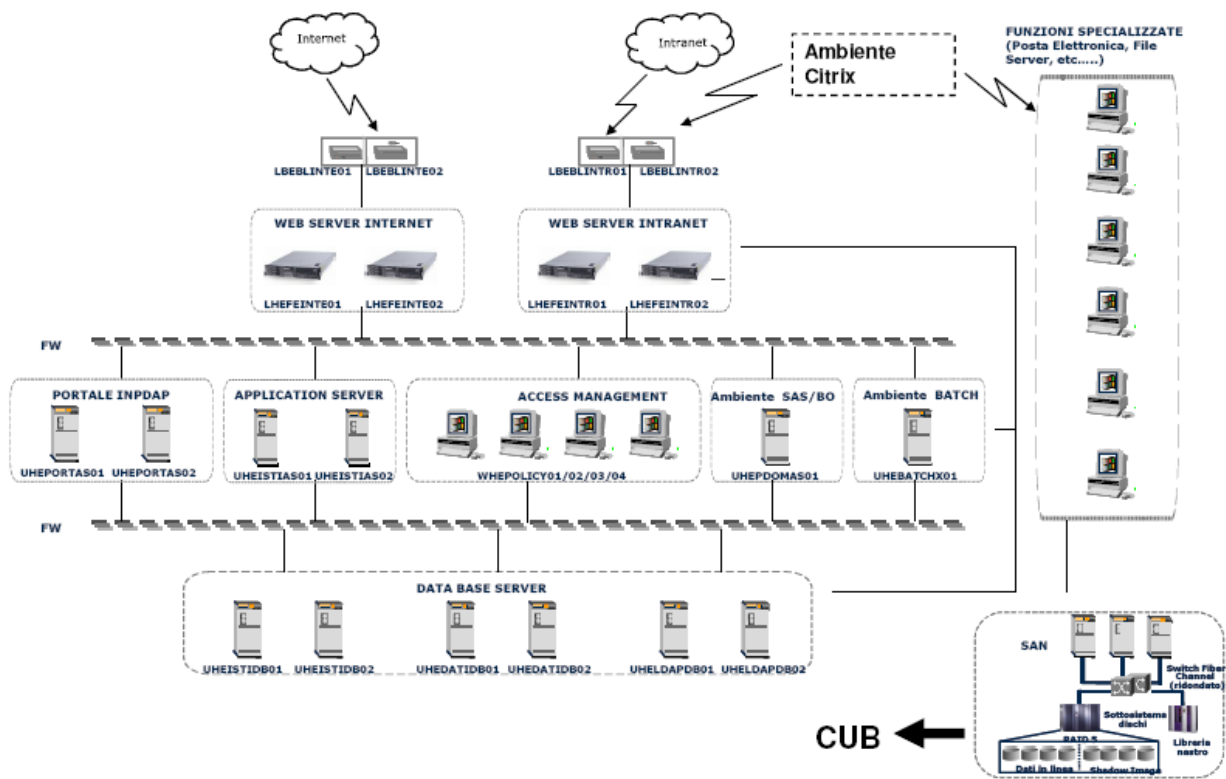 Internet
Intranet
Ambiente
Citrix
FUNZIONI SPECIALIZZATE
(Posta Elettronica, File
Server, etc.....)
LBEBLINTE01 LBEBLINTE02
LBEBLINTR01 LBEBLINTR02
WEB SERVER INTERNET
WEB SERVER INTRANET
LHEFEINTE01 LHEFEINTE02
LHEFEINTR01 LHEFEINTR02
FW
PORTALE INPDAP
APPLICATION SERVER
ACCESS MANAGEMENT
Ambiente SAS/BO
Ambiente BATCH
UHEPORTAS01 UHEPORTAS02
UHEISTIAS01 UHEISTIAS02
WHEPOLICY01/02/03/04
UHEPDOMAS01
UHEBATCHX01
FW
DATA BASE SERVER
UHEISTIDB01 UHEISTIDB02
UHEDATIDB01 UHEDATIDB02
UHELDAPDB01 UHELDAPDB02
SAN
Switch Fiber
Channel
(ridondato)
Sottosistema
dischi
RAID 5
Libreria
nastro
Dati in linea
Shadow Image
CUB